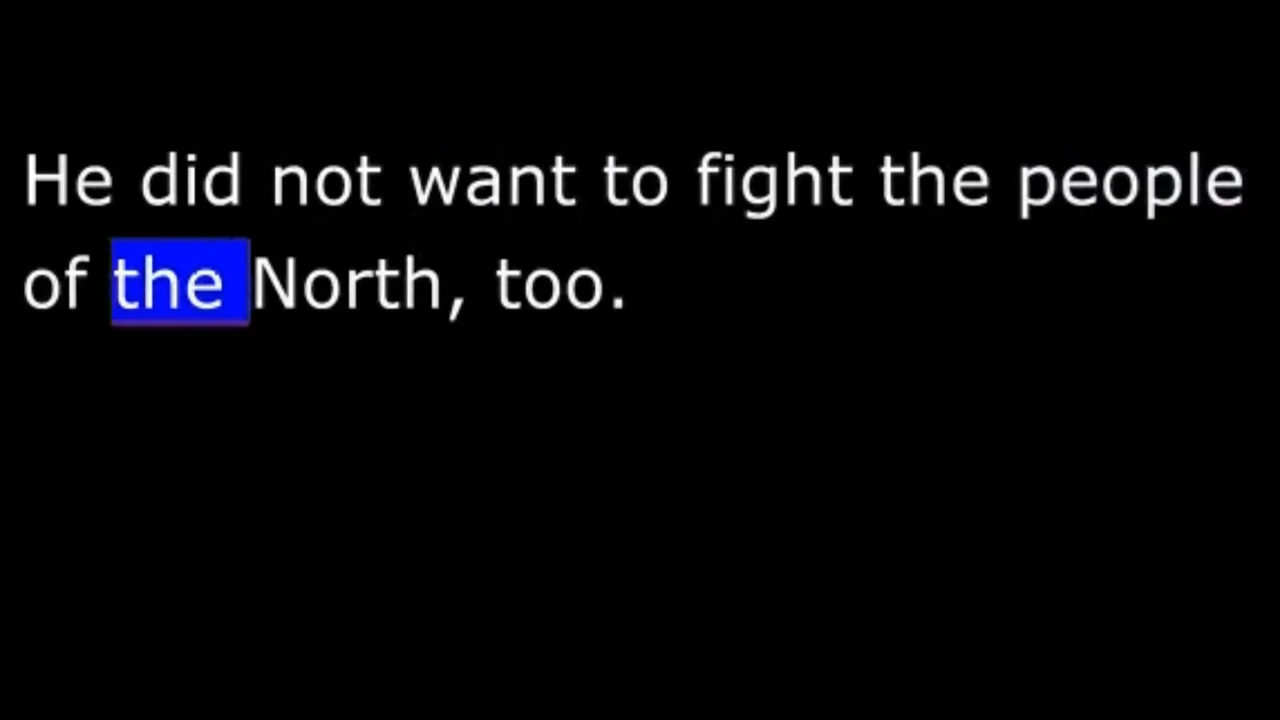 He did not want to fight the people
of the North, too.